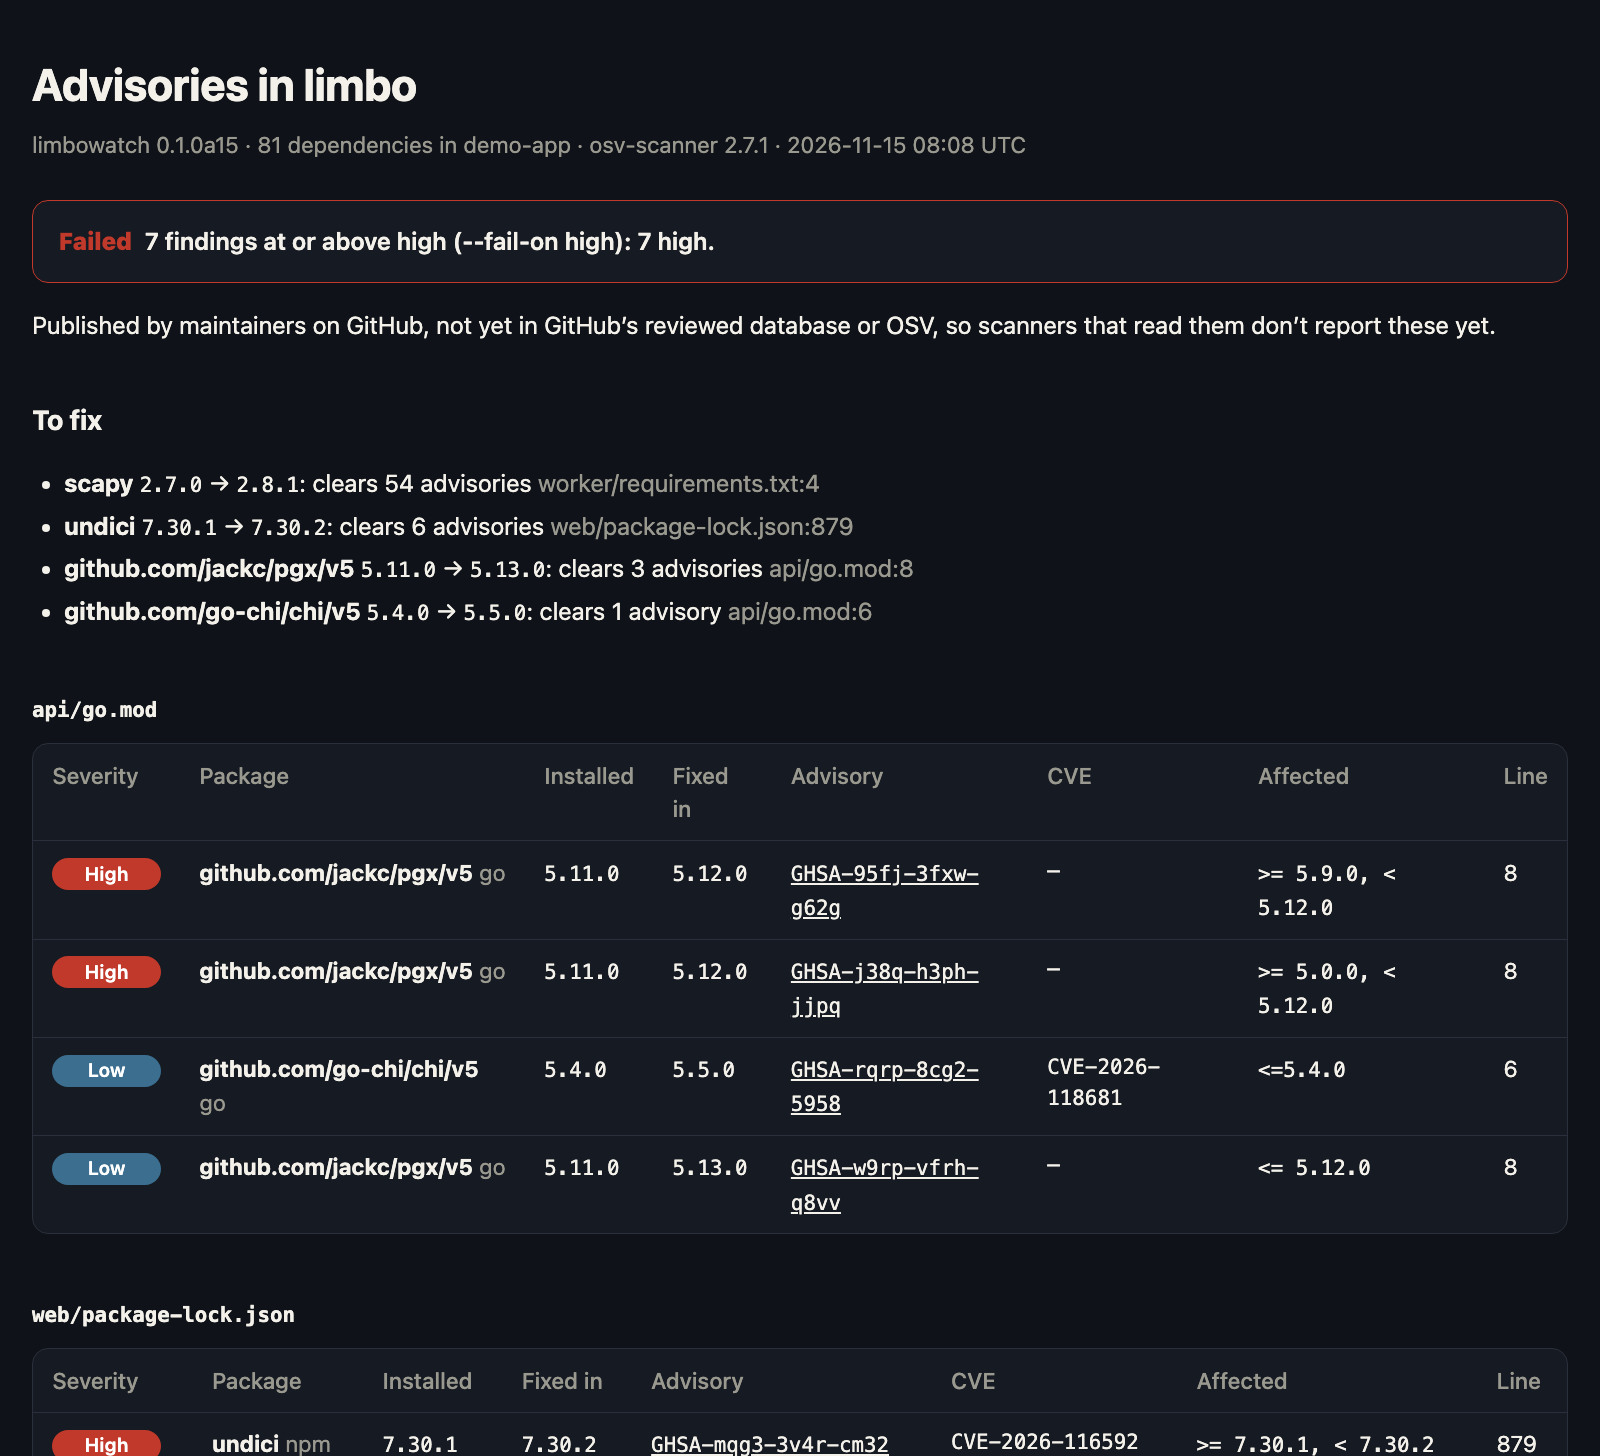 Advisories in limbo
limbowatch 0.1.0a15 · 81 dependencies in demo-app · osv-scanner 2.7.1 · 2026-11-15 08:08 UTC
Failed 7 findings at or above high (--fail-on high): 7 high.
Published by maintainers on GitHub, not yet in GitHub’s reviewed database or OSV, so scanners that read them don’t report these yet.
To fix
• scapy 2.7.0 → 2.8.1: clears 54 advisories worker/requirements.txt:4
• undici 7.30.1 → 7.30.2: clears 6 advisories web/package-lock.json:879
• github.com/jackc/pgx/v5 5.11.0 → 5.13.0: clears 3 advisories api/go.mod:8
• github.com/go-chi/chi/v5 5.4.0 → 5.5.0: clears 1 advisory api/go.mod:6
api/go.mod
Severity Package Installed Fixed in Advisory CVE Affected Line
High github.com/jackc/pgx/v5 go 5.11.0 5.12.0 GHSA-95fj-3fxw-g62g – >= 5.9.0, < 5.12.0 8
High github.com/jackc/pgx/v5 go 5.11.0 5.12.0 GHSA-j38q-h3ph-jjpq – >= 5.0.0, < 5.12.0 8
Low github.com/go-chi/chi/v5 go 5.4.0 5.5.0 GHSA-rqrp-8cg2-5958 CVE-2026-118681 <=5.4.0 6
Low github.com/jackc/pgx/v5 go 5.11.0 5.13.0 GHSA-w9rp-vfrh-q8vv – <= 5.12.0 8
web/package-lock.json
Severity Package Installed Fixed in Advisory CVE Affected Line
High undici npm 7.30.1 7.30.2 GHSA-mqg3-3v4r-cm32 CVE-2026-116592 >= 7.30.1, < 7.30.2 879